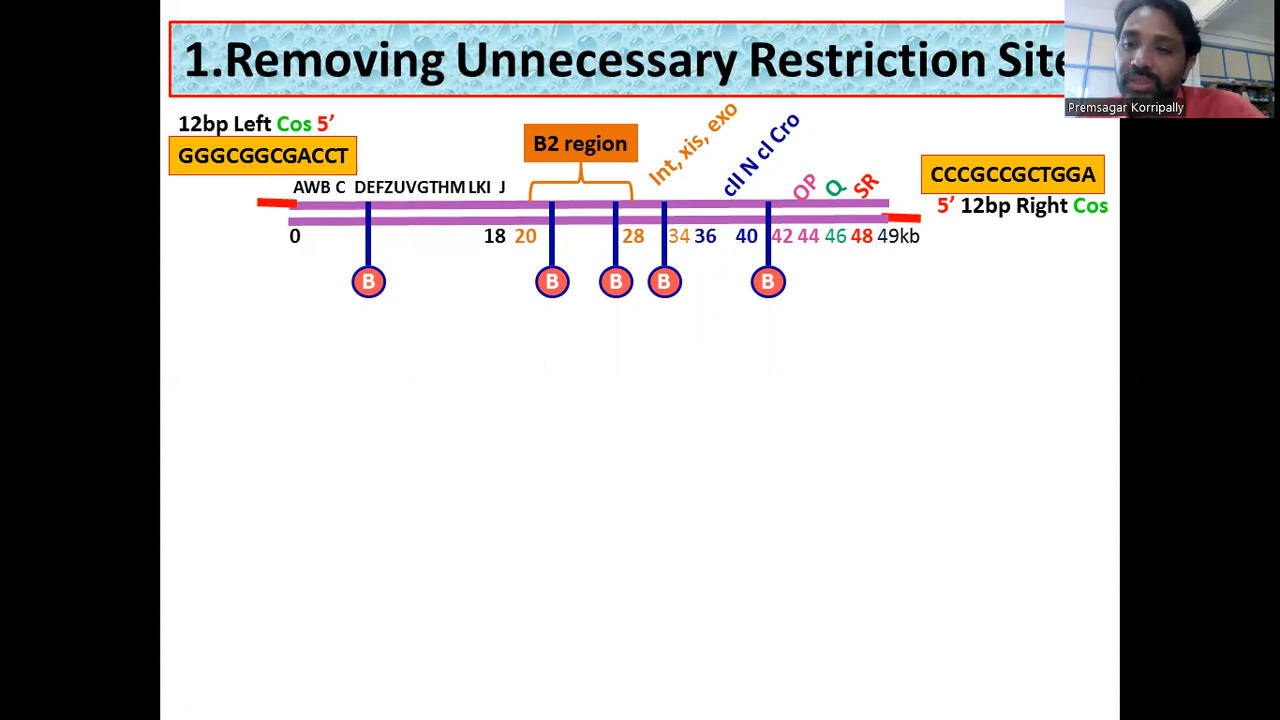 1.Removing Unnecessary Restriction Site
Premsagar Korripally
12bp Left Cos 5’
GGGCGGCGACCT
B2 region
Int, xis, exo
cII N cI Cro
OP
Q
SR
CCCGCCGCTGGA
5’ 12bp Right Cos
AWB C DEFZUVGTHM LKI J
0 18 20 28 34 36 40 42 44 46 48 49kb
B B B B B